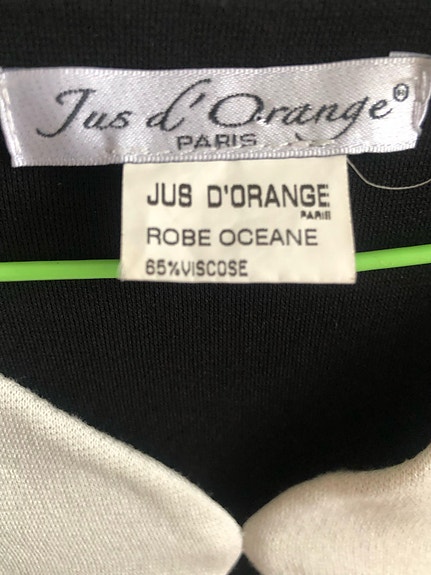 Jus d'Orange®
PARIS
JUS D'ORANGE
PARIS
ROBE OCEANE
65%VISCOSE